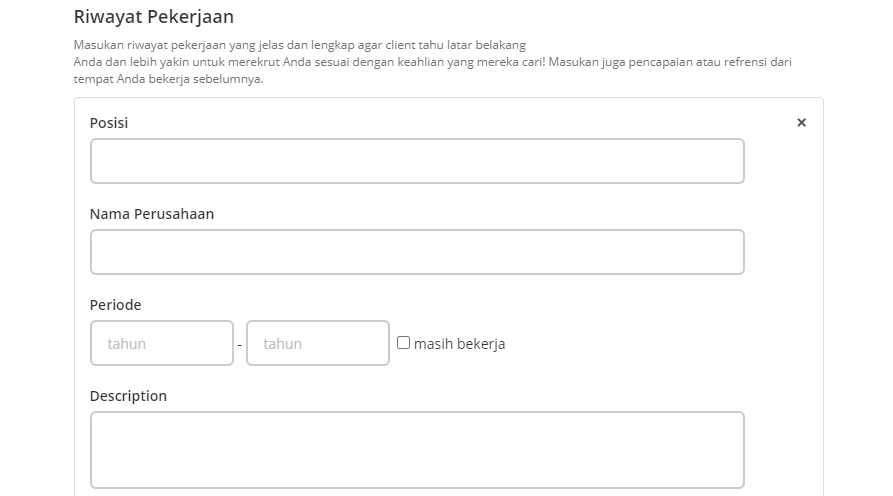 Riwayat Pekerjaan
Masukan riwayat pekerjaan yang jelas dan lengkap agar client tahu latar belakang
Anda dan lebih yakin untuk merekrut Anda sesuai dengan keahlian yang mereka cari! Masukan juga pencapaian atau refrensi dari
tempat Anda bekerja sebelumnya.
Posisi
×
Nama Perusahaan
Periode
tahun - tahun masih bekerja
Description